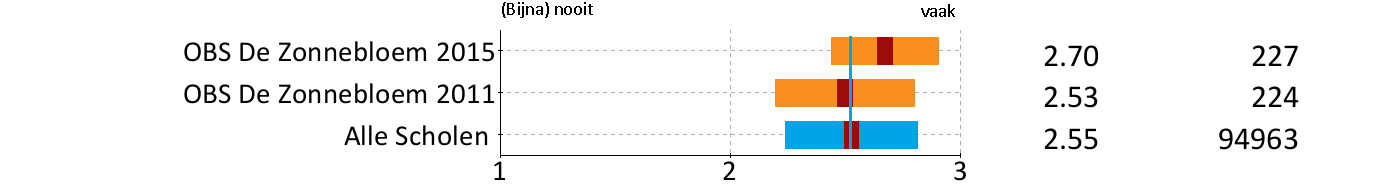 (Bijna) nooit vaak
OBS De Zonnebloem 2015 2.70 227
OBS De Zonnebloem 2011 2.53 224
Alle Scholen 2.55 94963
1 2 3